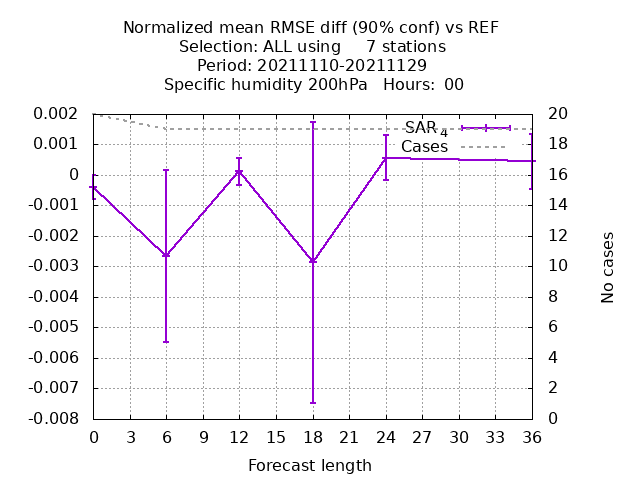 Normalized mean RMSE diff (90% conf) vs REF
Selection: ALL using     7 stations
Period: 20211110-20211129
Specific humidity 200hPa   Hours:  00
0.002
0.001
0
-0.001
-0.002
-0.003
-0.004
-0.005
-0.006
-0.007
-0.008
SAR 4
Cases
20
18
16
14
12
10
8
6
4
2
0
No cases
0 3 6 9 12 15 18 21 24 27 30 33 36
Forecast length